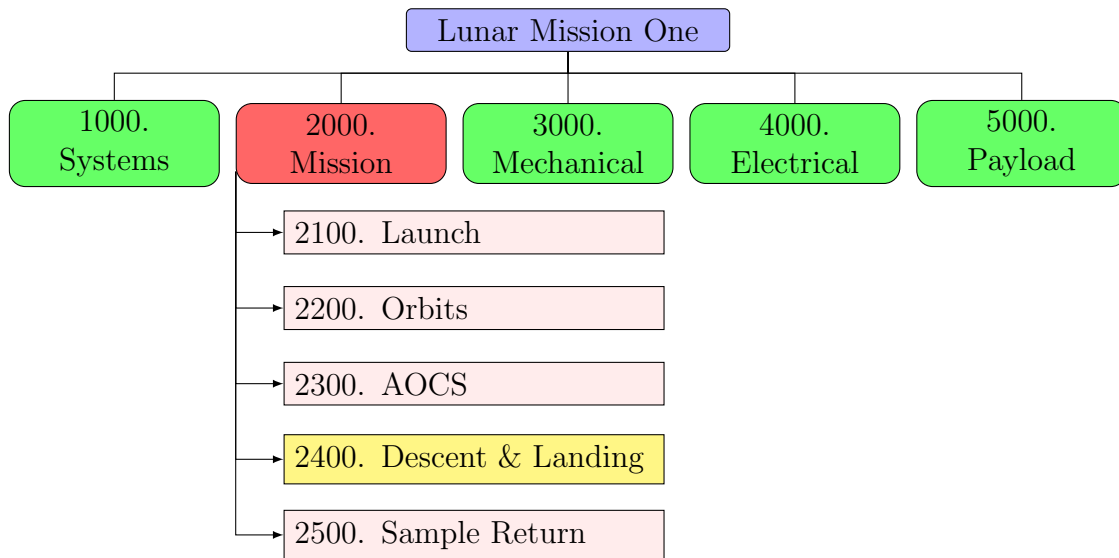 Lunar Mission One
1000.
Systems
2000.
Mission
3000.
Mechanical
4000.
Electrical
5000.
Payload
2100. Launch
2200. Orbits
2300. AOCS
2400. Descent & Landing
2500. Sample Return